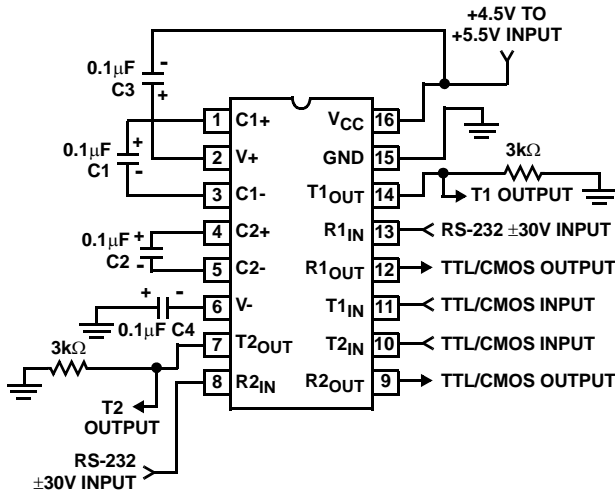 +4.5V TO
+5.5V INPUT
0.1µF
C3
-
+
1 C1+
VCC 16
0.1µF
C1
+
-
2 V+
GND 15
3kΩ
3 C1-
T1OUT 14
T1 OUTPUT
0.1µF
C2
+
-
4 C2+
R1IN 13
RS-232 ±30V INPUT
5 C2-
R1OUT 12
TTL/CMOS OUTPUT
+ -
0.1µF C4
6 V-
T1IN 11
TTL/CMOS INPUT
3kΩ
7 T2OUT
T2IN 10
TTL/CMOS INPUT
8 R2IN
R2OUT 9
TTL/CMOS OUTPUT
T2
OUTPUT
RS-232
±30V INPUT